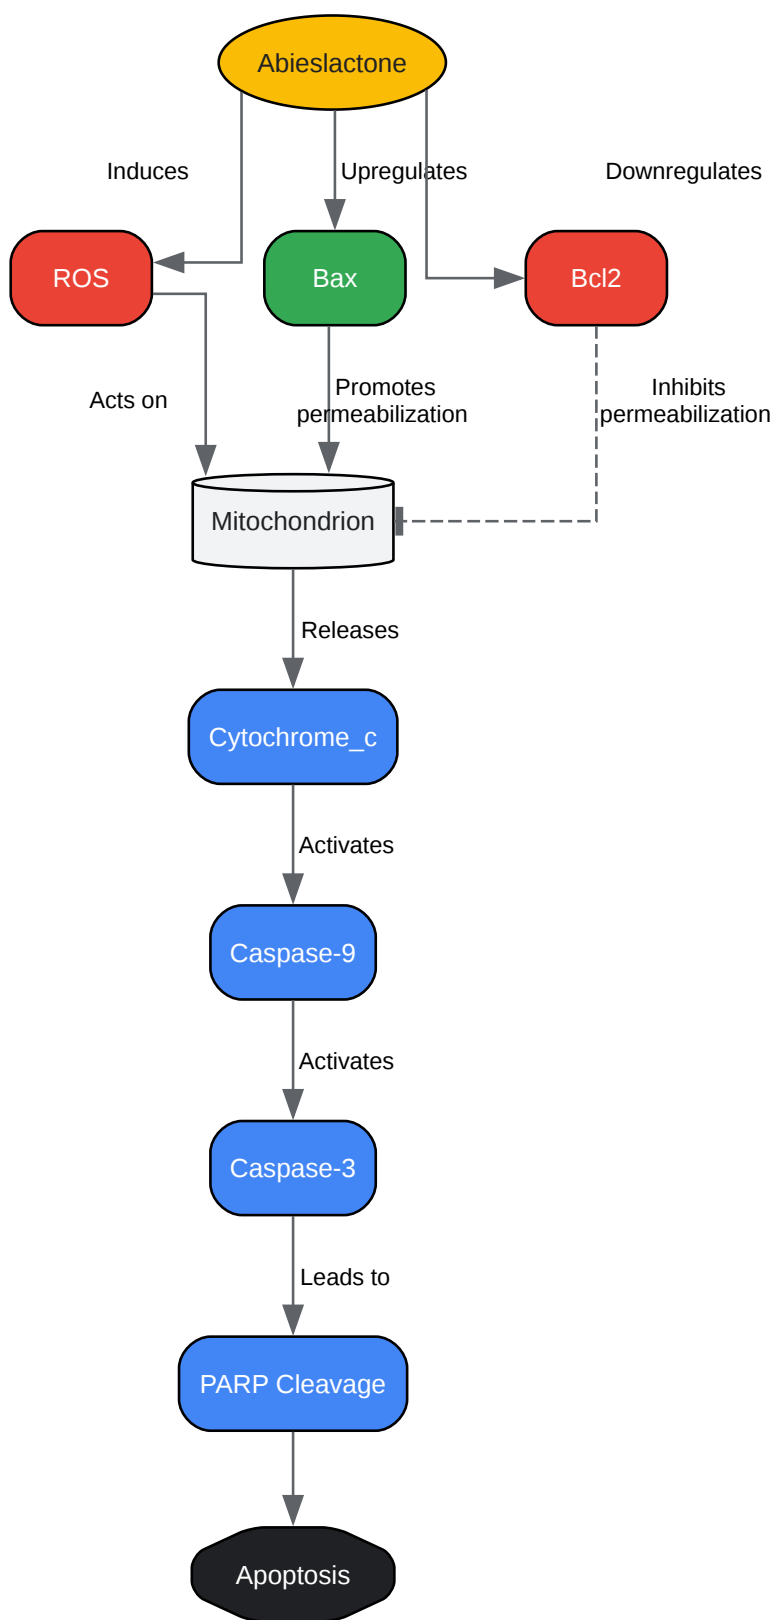 Abieslactone
Induces
Upregulates
Downregulates
ROS
Bax
Bcl2
Acts on
Promotes
permeabilization
Inhibits
permeabilization
Mitochondrion
Releases
Cytochrome_c
Activates
Caspase-9
Activates
Caspase-3
Leads to
PARP Cleavage
Apoptosis